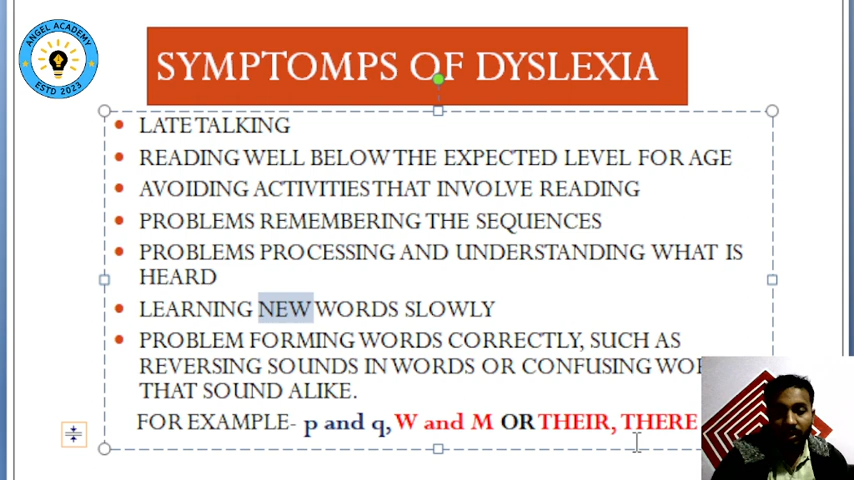 ANGEL ACADEMY
ESTD 2023
SYMPTOMPS OF DYSLEXIA
• LATE TALKING
• READING WELL BELOW THE EXPECTED LEVEL FOR AGE
• AVOIDING ACTIVITIES THAT INVOLVE READING
• PROBLEMS REMEMBERING THE SEQUENCES
• PROBLEMS PROCESSING AND UNDERSTANDING WHAT IS
HEARD
• LEARNING NEW WORDS SLOWLY
• PROBLEM FORMING WORDS CORRECTLY, SUCH AS
REVERSING SOUNDS IN WORDS OR CONFUSING
THAT SOUND ALIKE.
FOR EXAMPLE- p and q, W and M OR THEIR, THERE